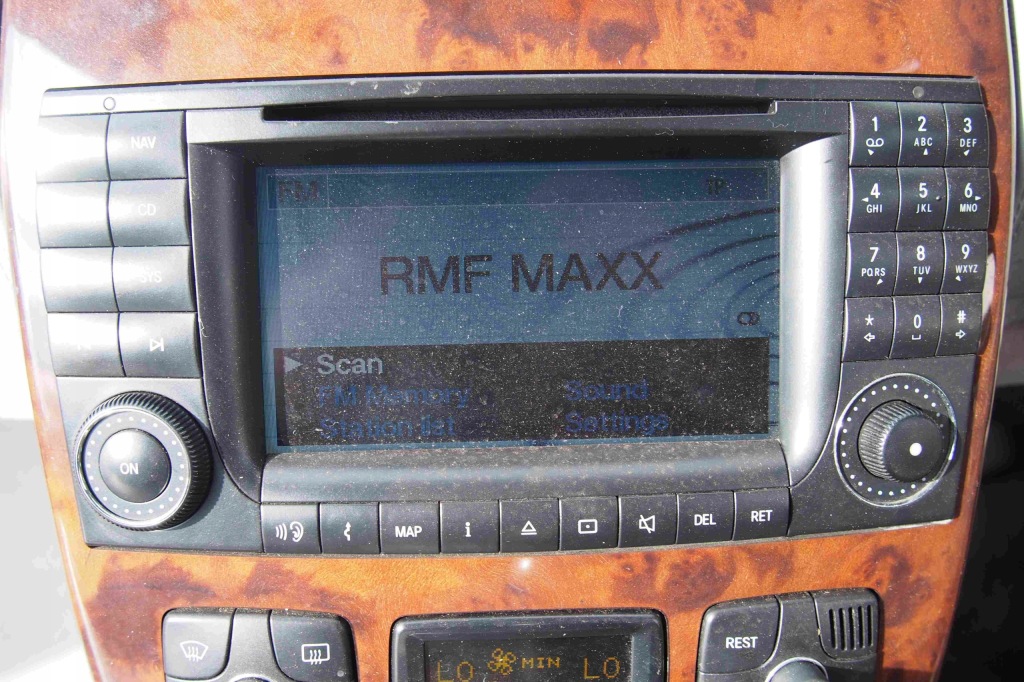 NAV
CD
SYS
ON
FM TP
RMF MAXX
Scan
FM Memory Sound
Station list Settings
1 2 ABC 3 DEF
4 GHI 5 JKL 6 MNO
7 PQRS 8 TUV 9 WXYZ
* 0 #
MAP i DEL RET
REST
LO MIN LO